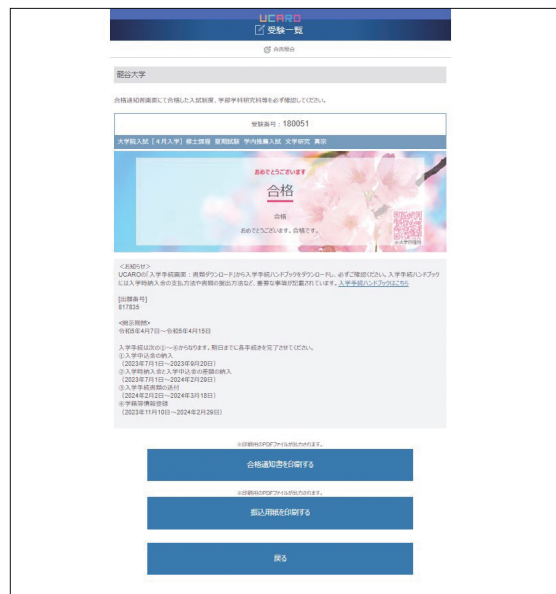 UCARO
受験一覧
合否照会
龍谷大学
合格通知書画面にて合格した入試制度、学部学科研究科等を必ず確認してください。
受験番号：180051
大学院入試［4月入学］修士課程 夏期試験 学内推薦入試 文学研究 真宗
おめでとうございます
合格
合格
おめでとうございます。合格です。
<お知らせ>
UCAROの「入学手続画面：書類ダウンロード」から入学手続ハンドブックをダウンロードし、必ずご確認ください。入学手続ハンドブック
には入学時納入金の支払方法や書類の提出方法など、重要な事項が記載されています。入学手続ハンドブックはこちら
[出願番号]
817835
<掲示期間>
令和5年4月7日～令和6年4月15日
入学手続は次の①～④からなります。期日までに各手続きを完了させてください。
①入学申込金の納入
（2023年7月1日～2023年9月20日）
②入学時納入金と入学申込金の差額の納入
（2023年7月1日～2024年2月29日）
③入学手続書類の送付
（2024年2月2日～2024年3月18日）
④学籍等情報登録
（2023年11月10日～2024年2月29日）
※印刷用のPDFファイルが出力されます。
合格通知書を印刷する
※印刷用のPDFファイルが出力されます。
振込用紙を印刷する
戻る